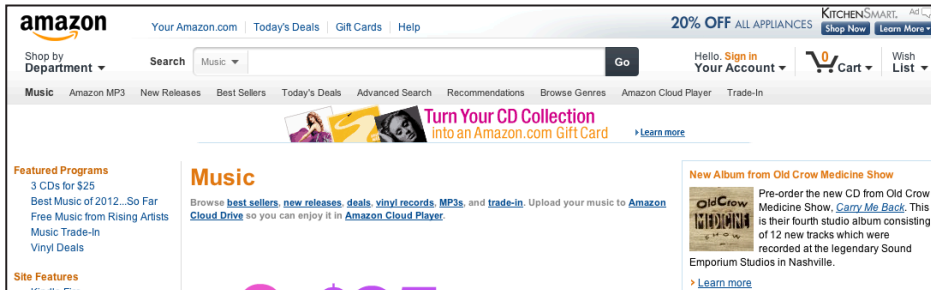 amazon
Your Amazon.com | Today's Deals | Gift Cards | Help
20% OFF ALL APPLIANCES
KITCHENSMART.
Ad
Shop Now
Learn More
Shop by
Department
Search
Music
Go
Hello. Sign in
Your Account
0
Cart
Wish
List
Music Amazon MP3 New Releases Best Sellers Today's Deals Advanced Search Recommendations Browse Genres Amazon Cloud Player Trade-In
Turn Your CD Collection
into an Amazon.com Gift Card
Learn more
Featured Programs
3 CDs for $25
Best Music of 2012...So Far
Free Music from Rising Artists
Music Trade-In
Vinyl Deals
Site Features
Music
Browse best sellers, new releases, deals, vinyl records, MP3s, and trade-in. Upload your music to Amazon
Cloud Drive so you can enjoy it in Amazon Cloud Player.
New Album from Old Crow Medicine Show
Old Crow
MEDICINE
SHOW
Pre-order the new CD from Old Crow
Medicine Show, Carry Me Back. This
is their fourth studio album consisting
of 12 new tracks which were
recorded at the legendary Sound
Emporium Studios in Nashville.
Learn more